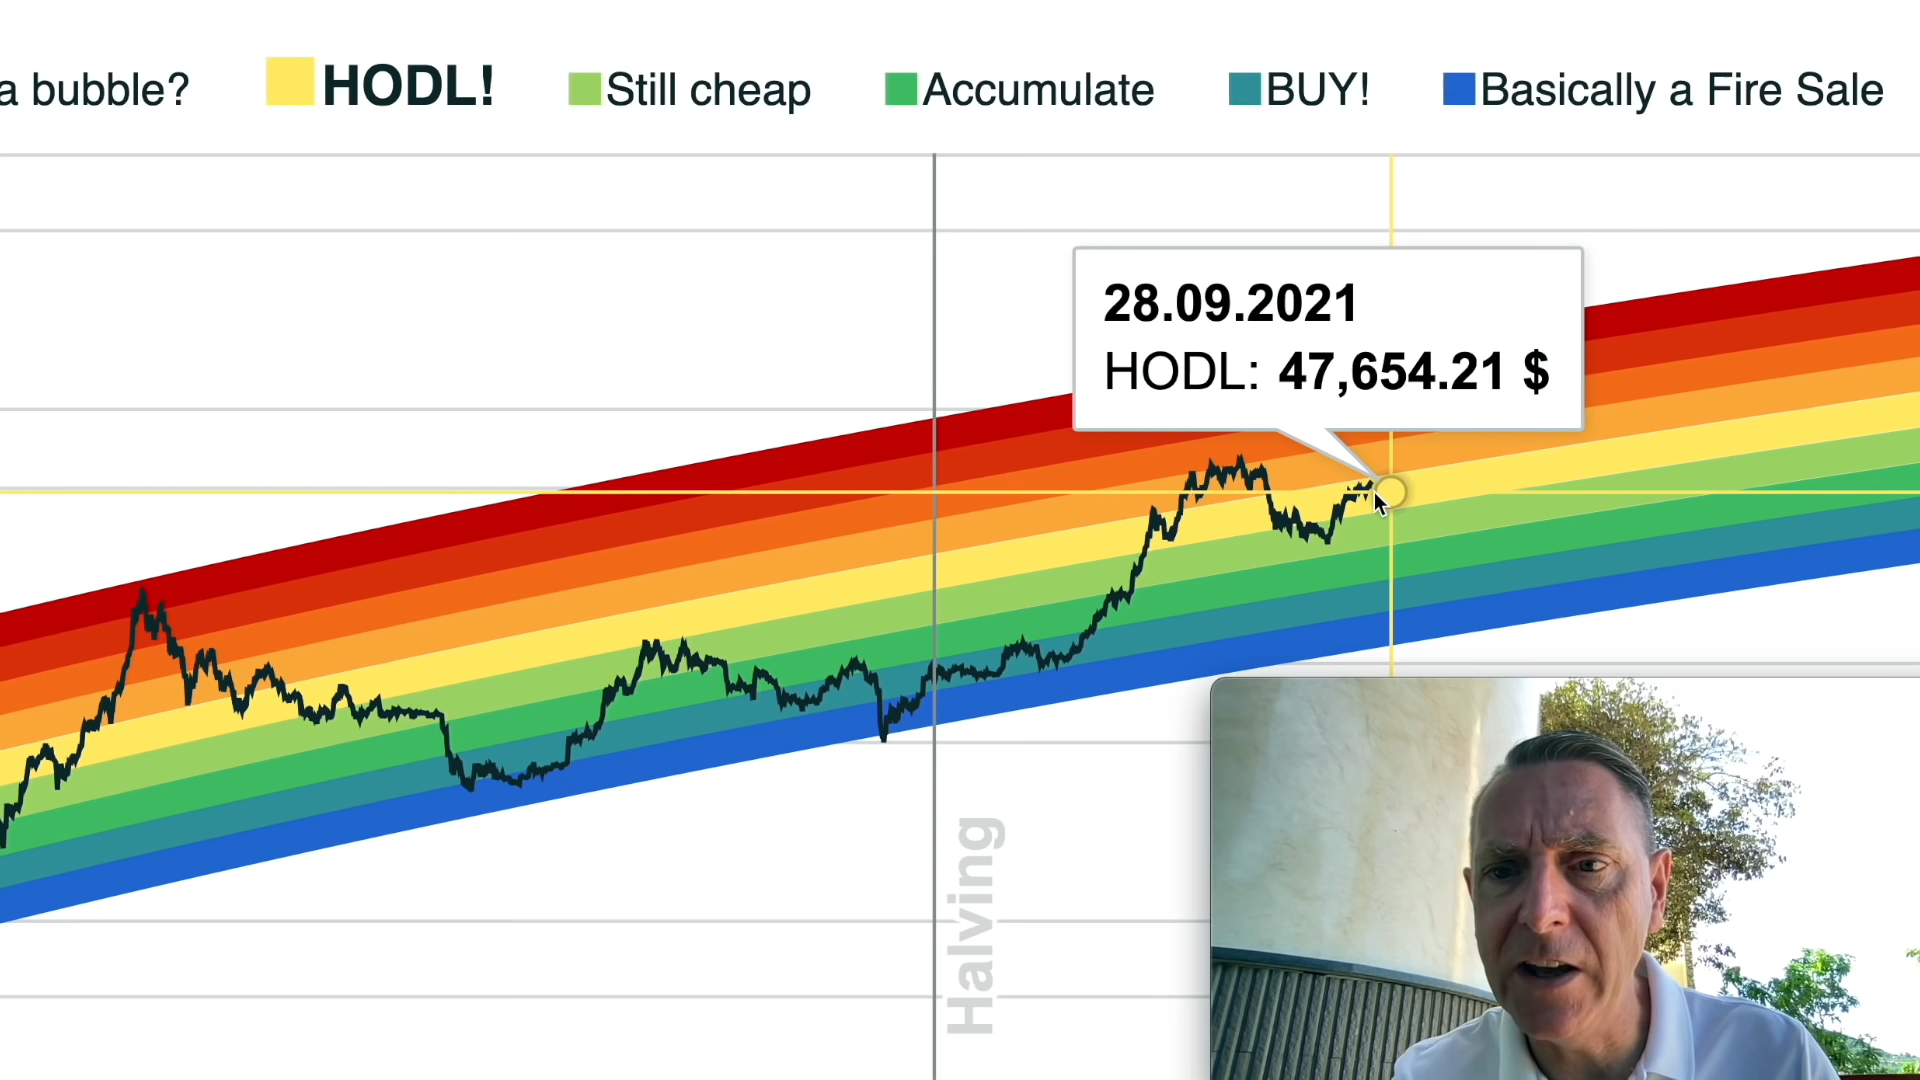 a bubble?
HODL!
Still cheap
Accumulate
BUY!
Basically a Fire Sale
28.09.2021
HODL: 47,654.21 $
Halving